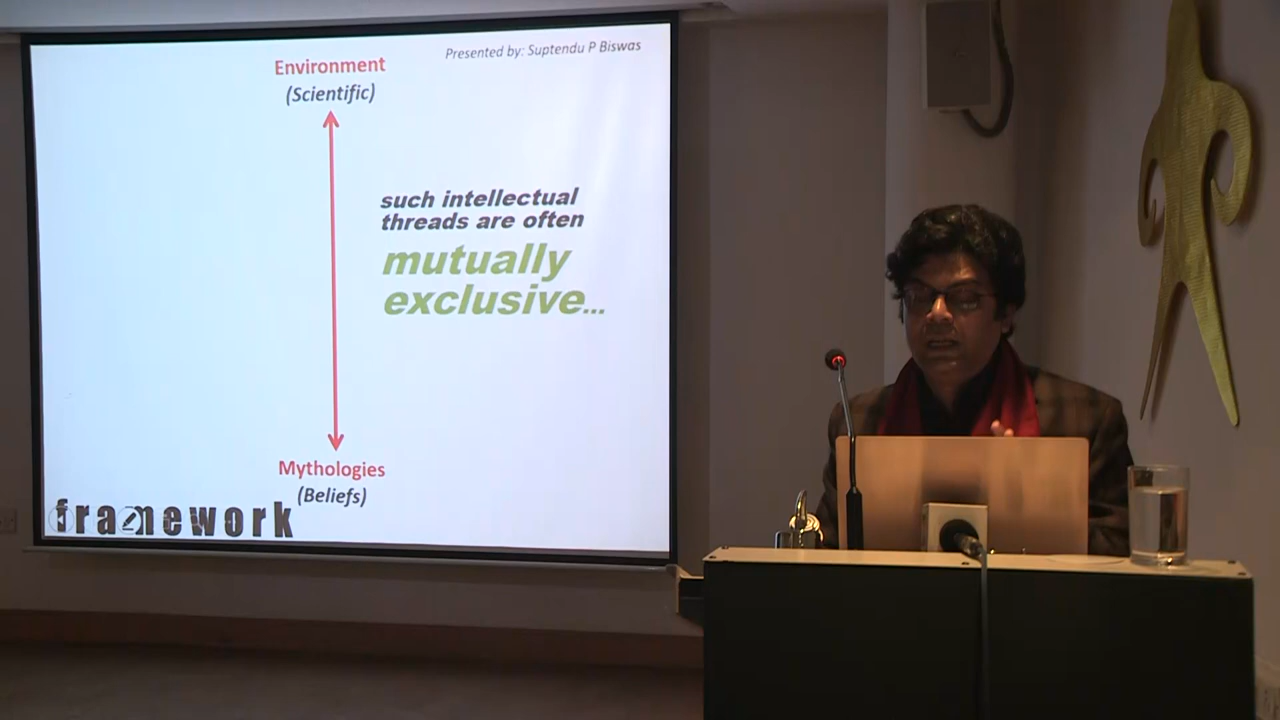 Presented by: Suptendu P Biswas
Environment
(Scientific)
such intellectual
threads are often
mutually
exclusive...
Mythologies
(Beliefs)
framework